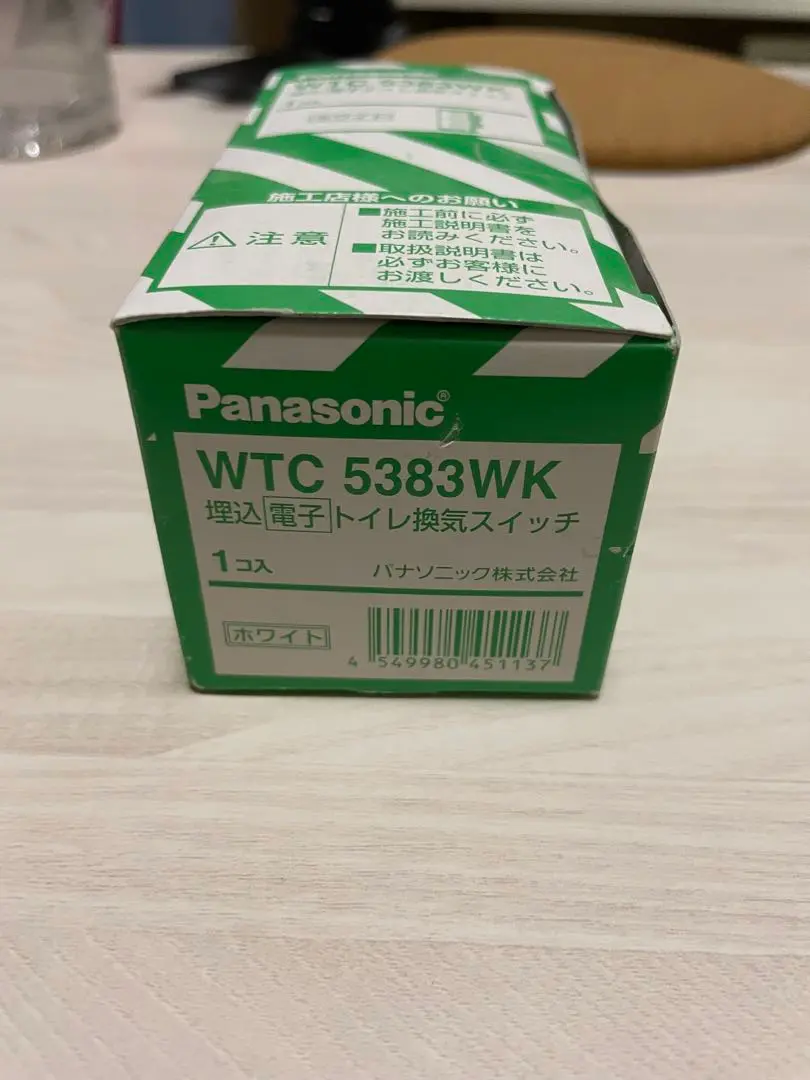 Panasonic
WTC 5383WK
施工店様へのお願い
注意
■施工前に必ず
施工説明書を
お読みください。
■取扱説明書は
必ずお客様に
お渡しください。
Panasonic®
WTC 5383WK
埋込電子トイレ換気スイッチ
1コ入
パナソニック株式会社
ホワイト
4 549980 451137